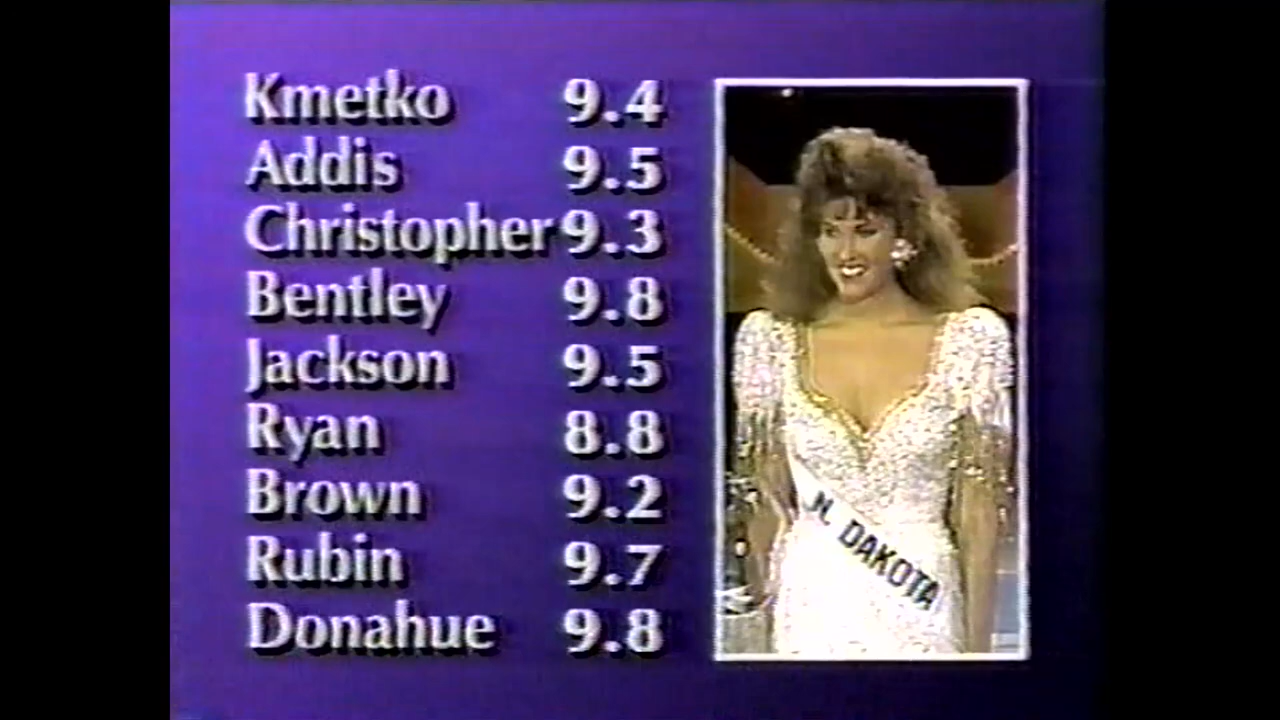 Kmetko 9.4
Addis 9.5
Christopher 9.3
Bentley 9.8
Jackson 9.5
Ryan 8.8
Brown 9.2
Rubin 9.7
Donahue 9.8
N. DAKOTA